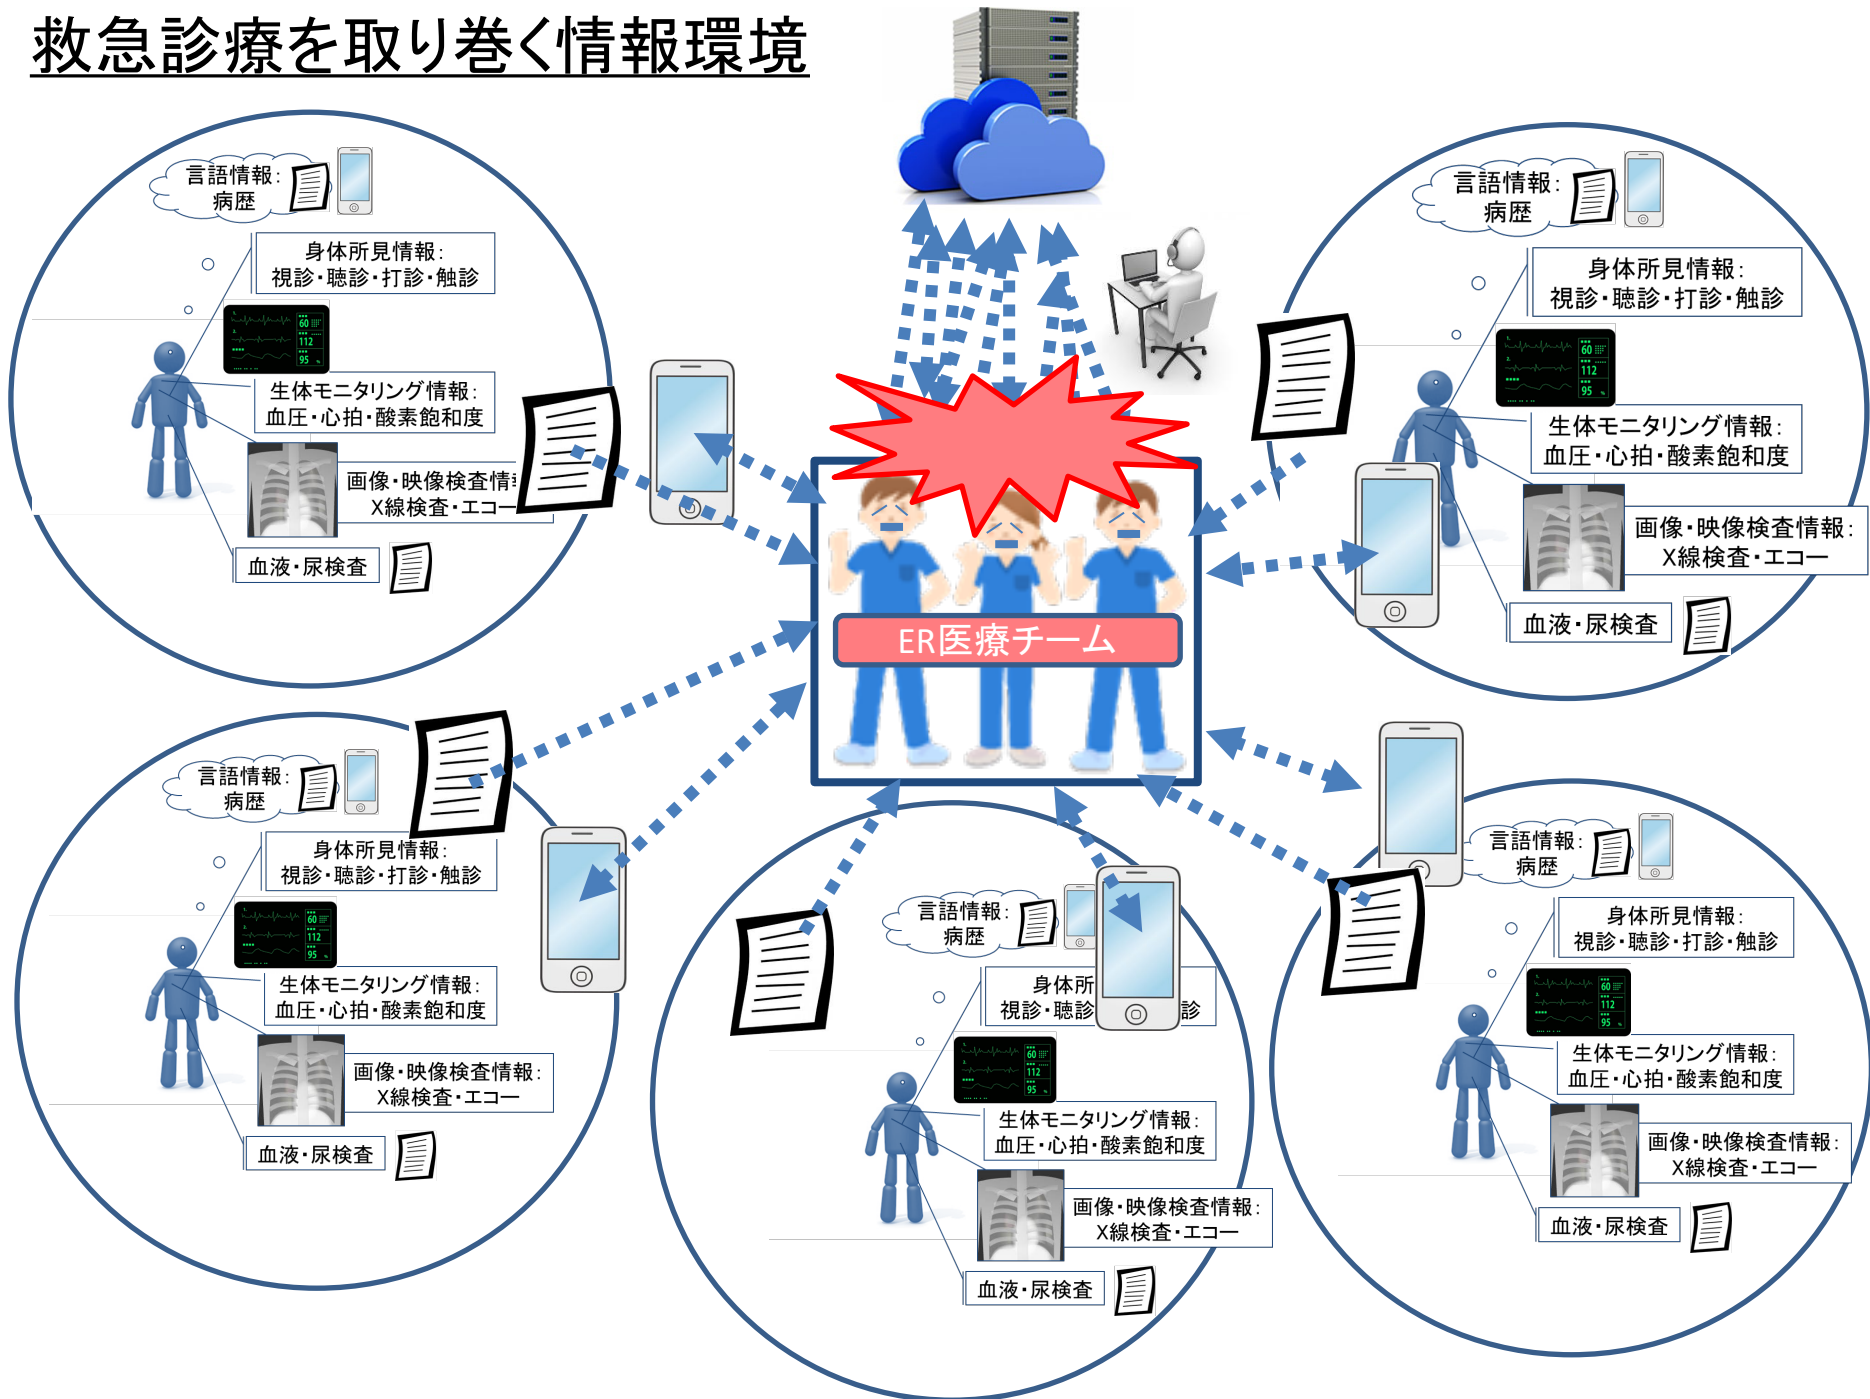 救急診療を取り巻く情報環境
言語情報：
病歴
身体所見情報：
視診・聴診・打診・触診
60
112
95
生体モニタリング情報：
血圧・心拍・酸素飽和度
画像・映像検査情
X線検査・エコー
血液・尿検査
言語情報：
病歴
身体所見情報：
視診・聴診・打診・触診
60
112
95
生体モニタリング情報：
血圧・心拍・酸素飽和度
画像・映像検査情報：
X線検査・エコー
血液・尿検査
ER医療チーム
言語情報：
病歴
身体所見情報：
視診・聴診・打診・触診
60
112
95
生体モニタリング情報：
血圧・心拍・酸素飽和度
画像・映像検査情報：
X線検査・エコー
血液・尿検査
言語情報：
病歴
身体所
視診・聴診 診
60
112
95
生体モニタリング情報：
血圧・心拍・酸素飽和度
画像・映像検査情報：
X線検査・エコー
血液・尿検査
言語情報：
病歴
身体所見情報：
視診・聴診・打診・触診
60
112
95
生体モニタリング情報：
血圧・心拍・酸素飽和度
画像・映像検査情報：
X線検査・エコー
血液・尿検査